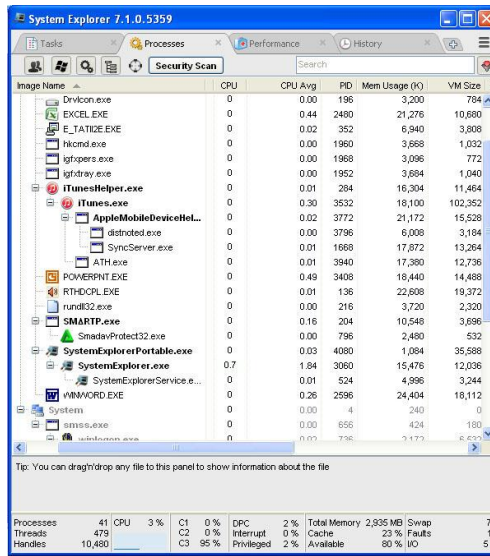 System Explorer 7.1.0.5359
Tasks Processes Performance History
Security Scan Search
Image Name CPU CPU Avg PID Mem Usage (K) VM Size
DrvIcon.exe 0 0.00 196 3,200 784
EXCEL.EXE 0 0.44 2480 21,276 10,680
E_TATII2E.EXE 0 0.02 352 6,940 3,808
hkcmd.exe 0 0.00 1960 3,668 1,032
igfxpers.exe 0 0.00 1968 3,096 772
igfxtray.exe 0 0.00 1952 3,684 1,040
iTunesHelper.exe 0 0.01 284 16,304 11,464
iTunes.exe 0 0.30 3532 18,100 102,352
AppleMobileDeviceHel... 0 0.02 3772 21,172 15,528
distnoted.exe 0 0.00 3796 6,008 3,184
SyncServer.exe 0 0.01 1668 17,872 13,264
ATH.exe 0 0.01 3940 17,380 12,736
POWERPNT.EXE 0 0.49 3408 18,440 14,488
RTHDCPL.EXE 0 0.01 136 22,608 19,372
rundll32.exe 0 0.00 216 3,720 2,320
SMARTP.exe 0 0.16 204 10,548 3,696
SmadavProtect32.exe 0 0.00 796 2,480 532
SystemExplorerPortable.exe 0 0.03 4080 1,084 35,588
SystemExplorer.exe 0.7 1.84 3060 15,476 12,036
SystemExplorerService.e... 0 0.01 524 4,996 3,244
WINWORD.EXE 0 0.26 2596 24,404 18,112
System 0 0.00 4 240 0
smss.exe 0 0.00 656 424 180
winlogon.exe 0 0.02 736 2,172 6,532
Tip: You can drag'n'drop any file to this panel to show information about the file
Processes 41 CPU 3 % C1 0 % DPC 2 % Total Memory 2,935 MB Swap
Threads 479 C2 0 % Interrupt 0 % Cache 23 % Faults
Handles 10,480 C3 95 % Privileged 2 % Available 80 % I/O